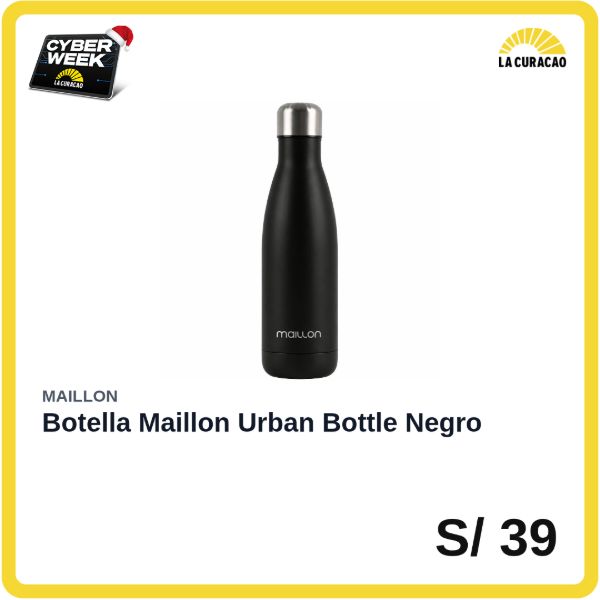 CYBER
WEEK
LA CURACAO
LA CURACAO
maillon
MAILLON
Botella Maillon Urban Bottle Negro
S/ 39